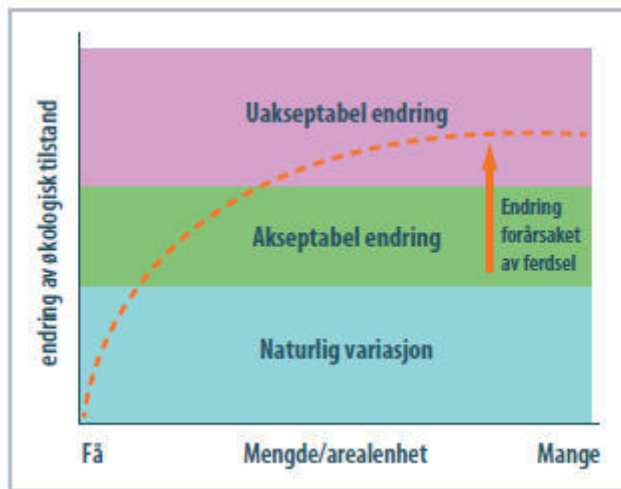 endring av økologisk tilstand
Uakseptabel endring
Akseptabel endring
Endring
forårsaket
av ferdsel
Naturlig variasjon
Få Mengde/arealenhet Mange